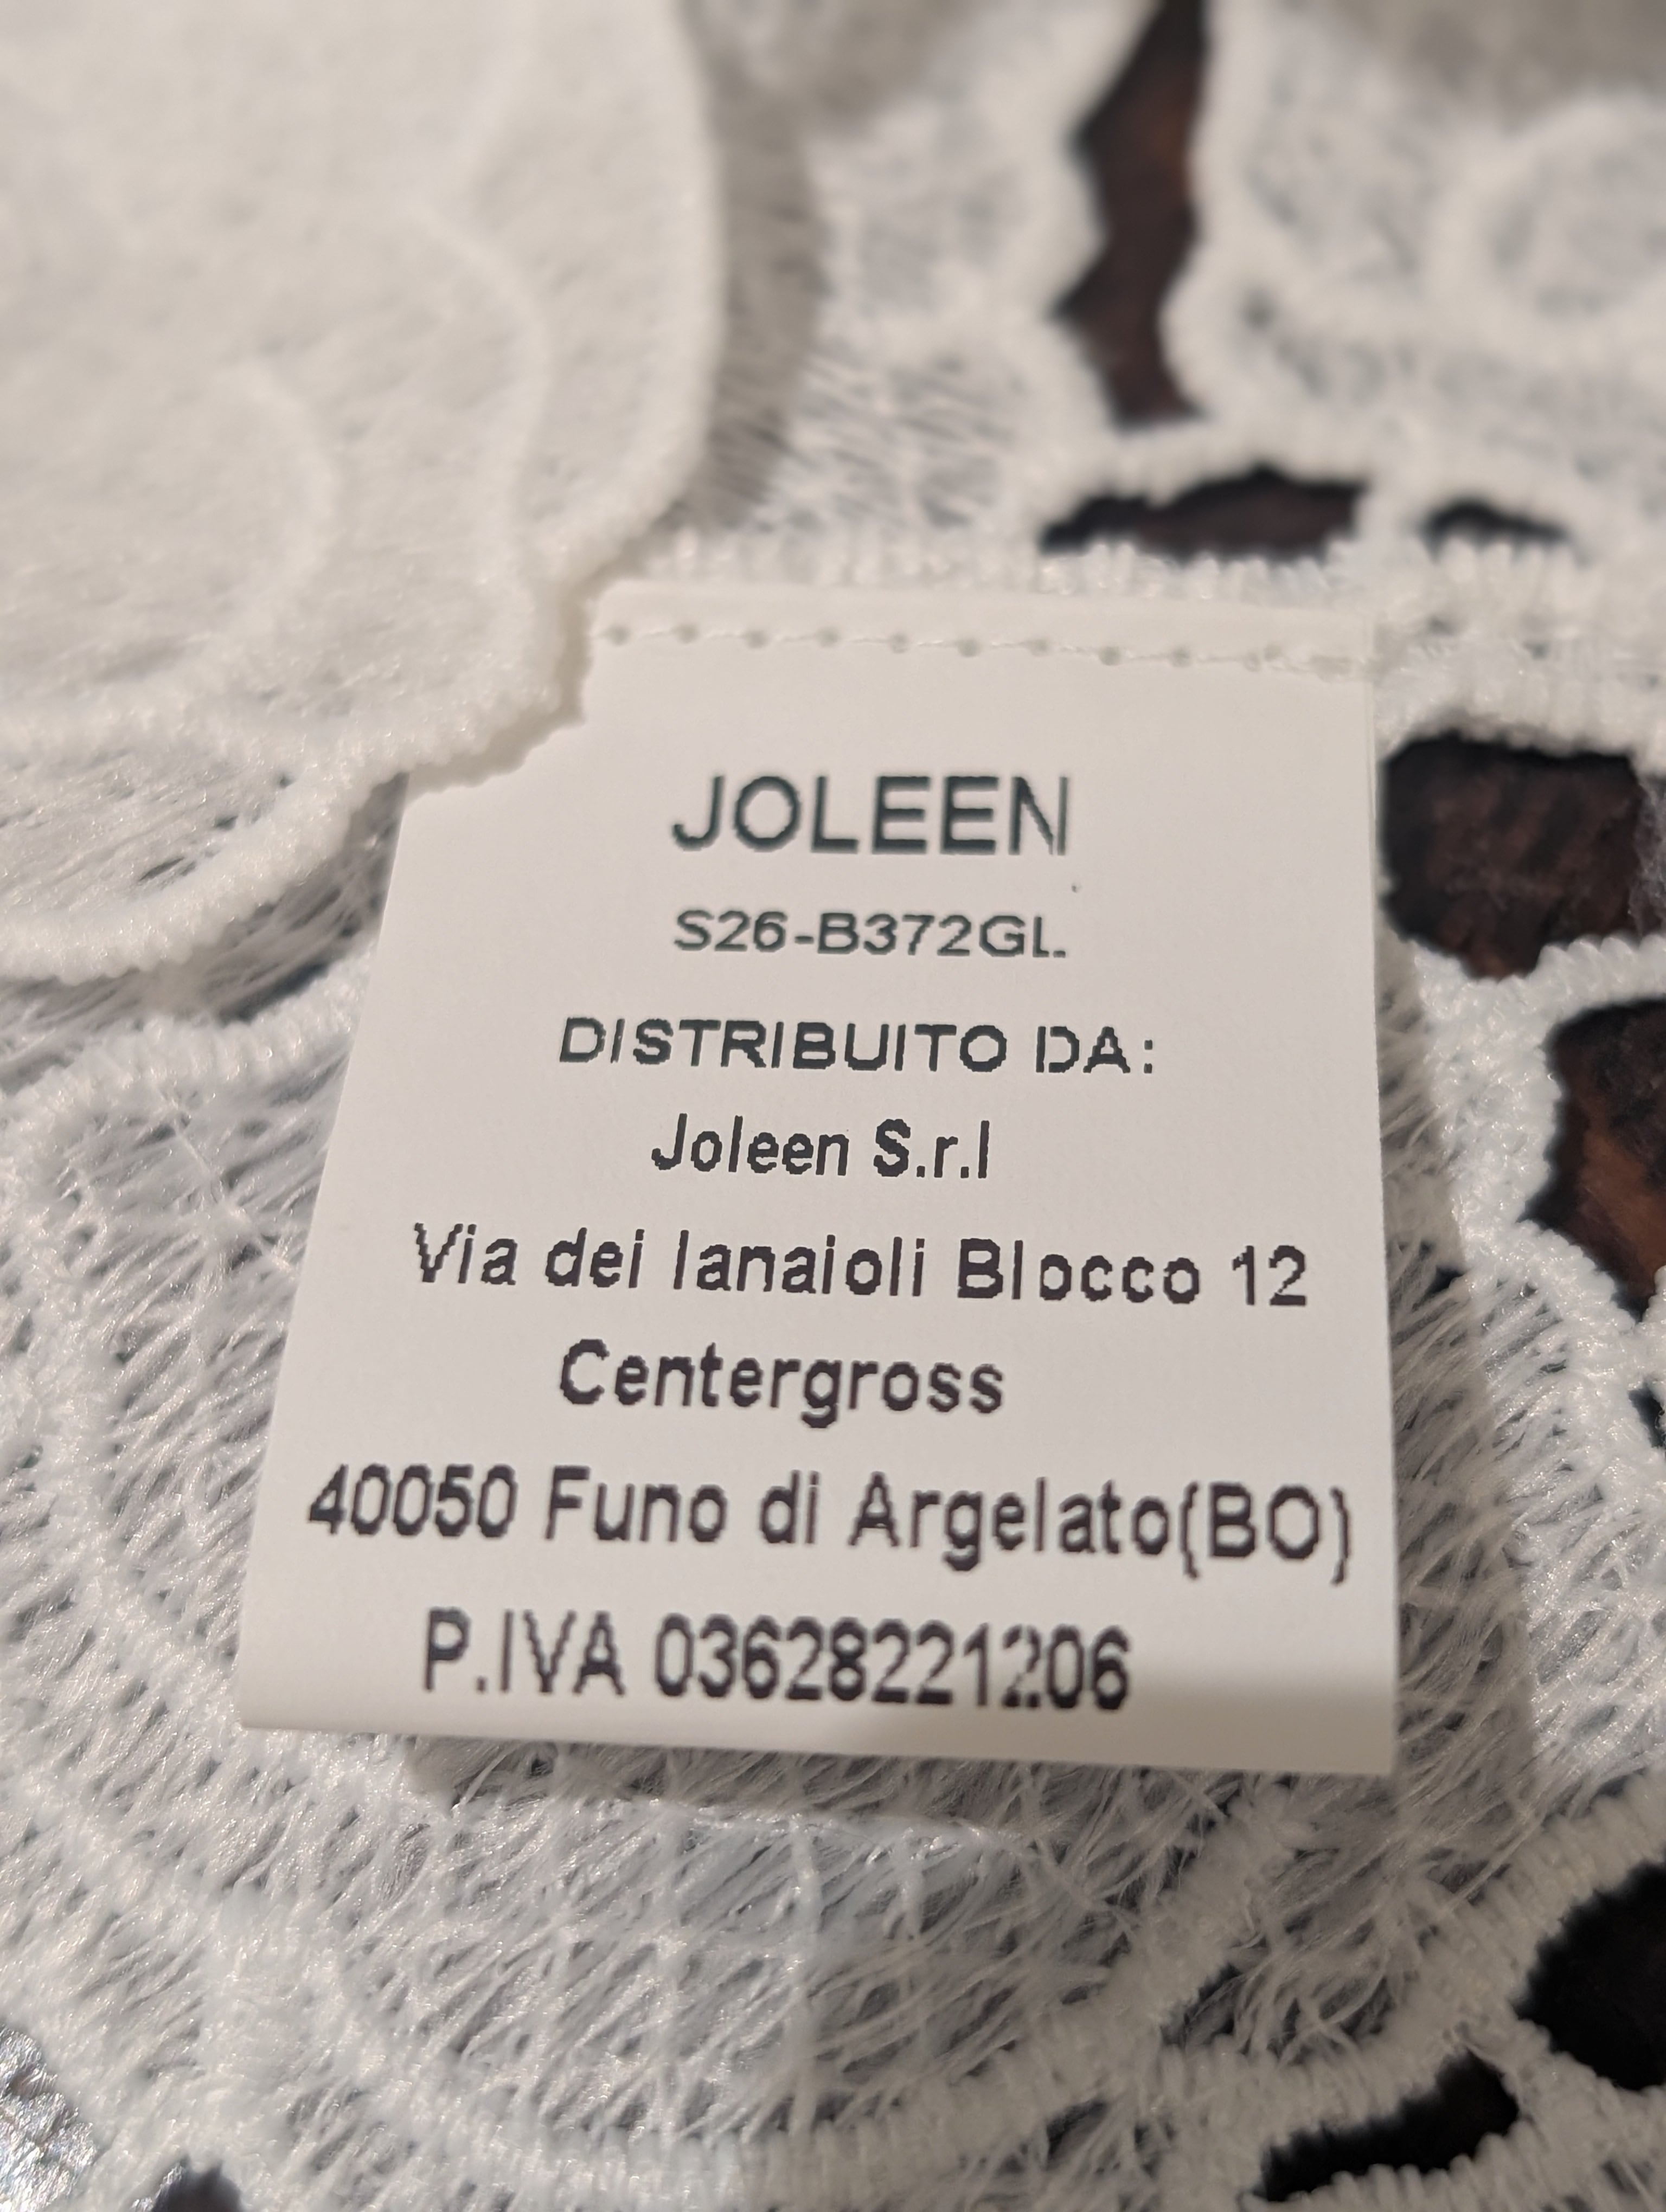 JOLEEN
S26-B372GL
DISTRIBUITO DA:
Joleen S.r.l
Via dei lanaioli Blocco 12
Centergross
40050 Funo di Argelato(BO)
P.IVA 03628221206